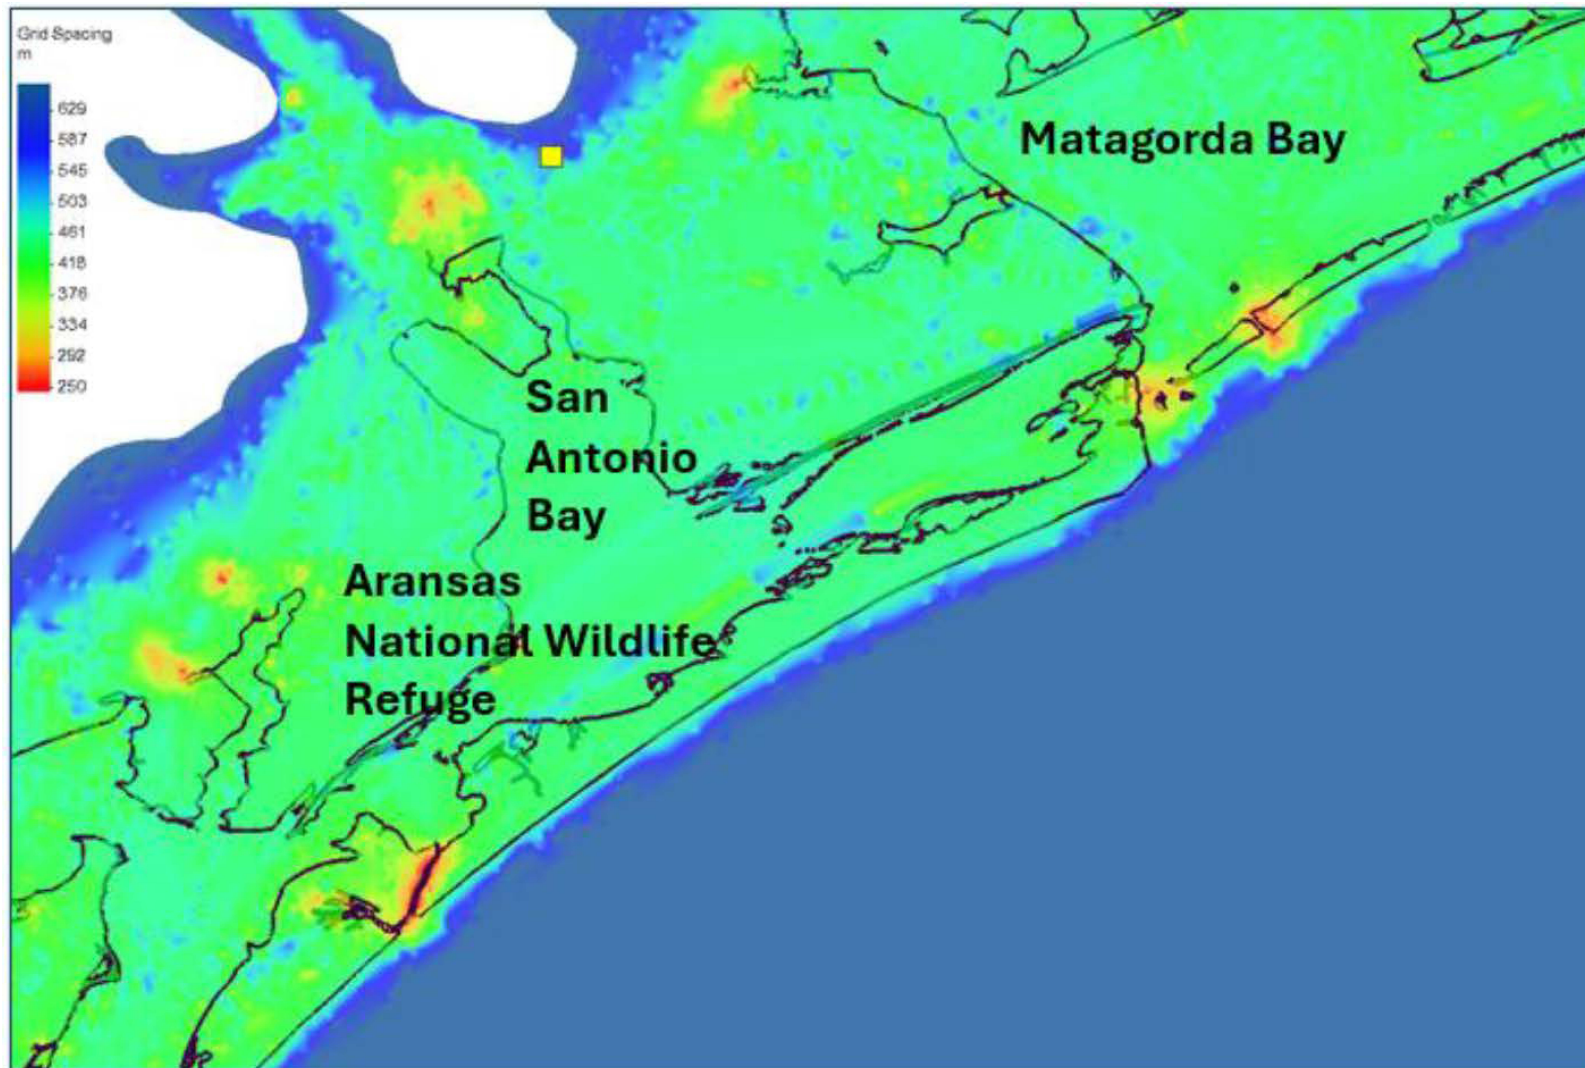 Grid Spacing
m
629
587
545
503
461
418
376
334
292
250
Matagorda Bay
San
Antonio
Bay
Aransas
National Wildlife
Refuge